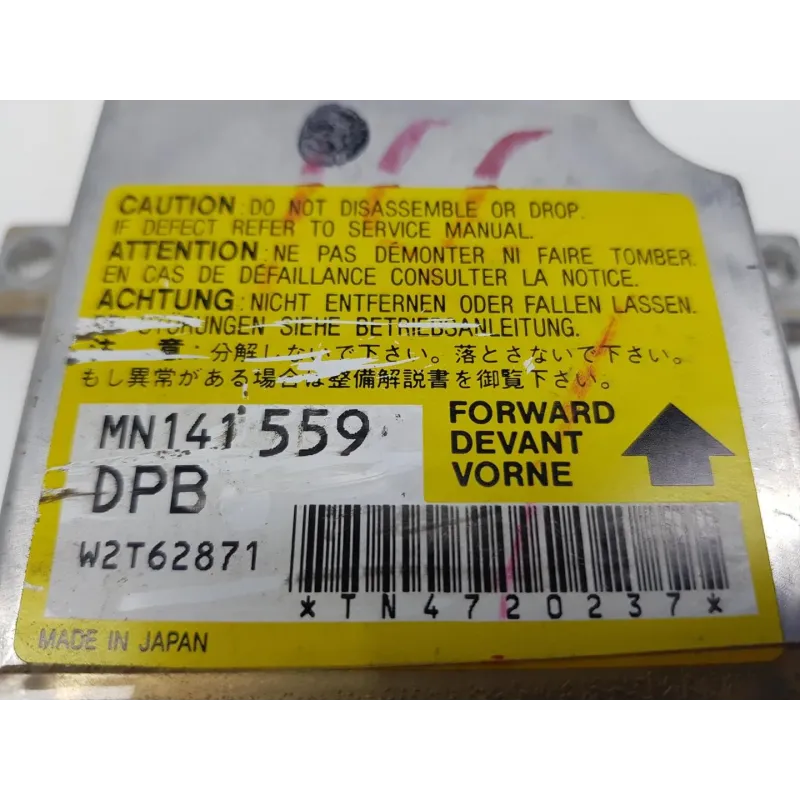 CAUTION : DO NOT DISASSEMBLE OR DROP.
IF DEFECT REFER TO SERVICE MANUAL.
ATTENTION : NE PAS DÉMONTER NI FAIRE TOMBER.
EN CAS DE DÉFAILLANCE CONSULTER LA NOTICE.
ACHTUNG : NICHT ENTFERNEN ODER FALLEN LASSEN.
BEI STÖRUNGEN SIEHE BETRIEBSANLEITUNG.
注 意 : 分解しないで下さい。落とさないで下さい。
もし異常がある場合は整備解説書を御覧下さい。
MN141559
DPB
W2T62871
FORWARD
DEVANT
VORNE
*TN4720237*
MADE IN JAPAN